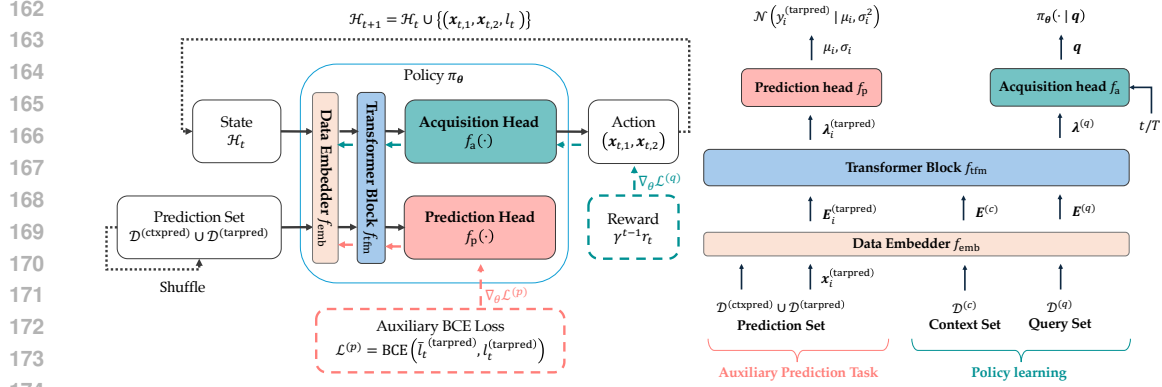 162
163
164
165
166
167
168
169
170
171
172
173
174
ℋ_{t+1} = ℋ_t ∪ {(x_{t,1}, x_{t,2}, l_t)}
Policy π_θ
State
ℋ_t
Data Embedder f_emb
Transformer Block f_tfm
Acquisition Head
f_a(·)
Action
(x_{t,1}, x_{t,2})
∇_θ ℒ^{(q)}
Reward
γ^{t−1} r_t
Prediction Set
𝒟^{(ctxpred)} ∪ 𝒟^{(tarpred)}
Shuffle
Prediction Head
f_p(·)
∇_θ ℒ^{(p)}
Auxiliary BCE Loss
ℒ^{(p)} = BCE(l̄_t^{(tarpred)}, l_t^{(tarpred)})
𝒩(y_i^{(tarpred)} | μ_i, σ_i^2)
π_θ(· | q)
μ_i, σ_i
q
Prediction head f_p
Acquisition head f_a
λ_i^{(tarpred)}
λ^{(q)}
t/T
Transformer Block f_tfm
E_i^{(tarpred)}
E^{(c)}
E^{(q)}
Data Embedder f_emb
x_i^{(tarpred)}
𝒟^{(ctxpred)} ∪ 𝒟^{(tarpred)}
𝒟^{(c)}
𝒟^{(q)}
Prediction Set
Context Set
Query Set
Auxiliary Prediction Task
Policy learning